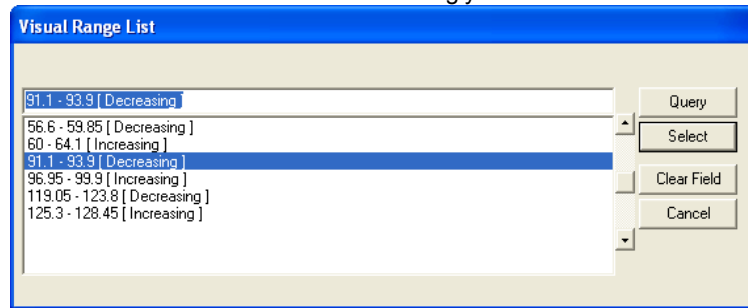 Visual Range List
91.1 - 93.9 [ Decreasing ]
Query
56.6 - 59.85 [ Decreasing ]
60 - 64.1 [ Increasing ]
91.1 - 93.9 [ Decreasing ]
96.95 - 99.9 [ Increasing ]
119.05 - 123.8 [ Decreasing ]
125.3 - 128.45 [ Increasing ]
Select
Clear Field
Cancel